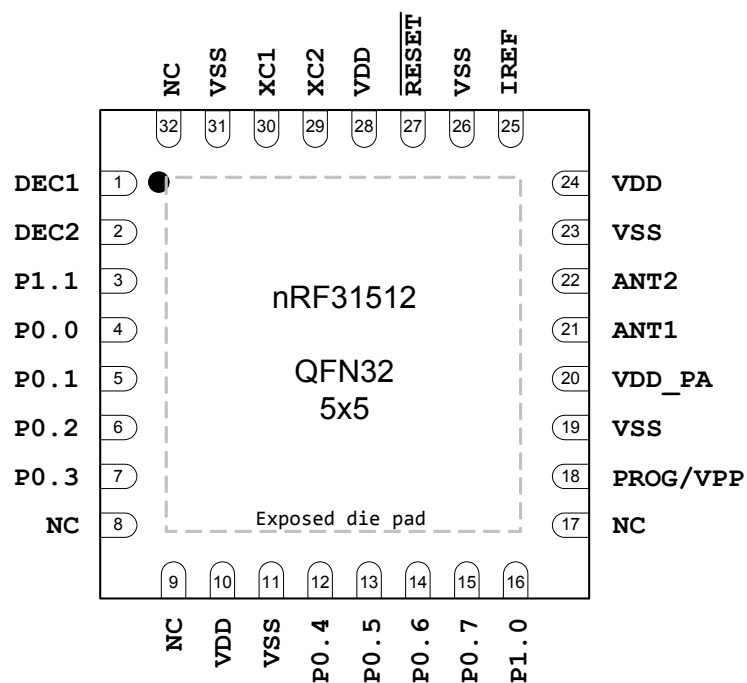 NC VSS XC1 XC2 VDD RESET VSS IREF
32 31 30 29 28 27 26 25
DEC1 1 24 VDD
DEC2 2 23 VSS
P1.1 3 22 ANT2
P0.0 4 21 ANT1
P0.1 5 20 VDD_PA
P0.2 6 19 VSS
P0.3 7 18 PROG/VPP
NC 8 17 NC
nRF31512
QFN32
5x5
Exposed die pad
9 10 11 12 13 14 15 16
NC VDD VSS P0.4 P0.5 P0.6 P0.7 P1.0